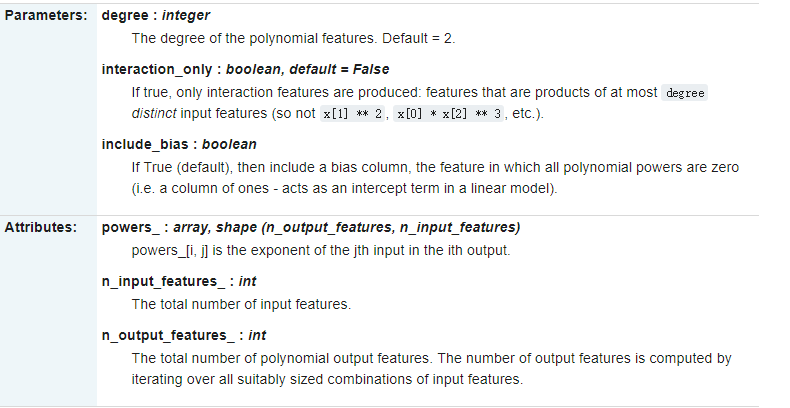 Parameters: degree : integer
The degree of the polynomial features. Default = 2.
interaction_only : boolean, default = False
If true, only interaction features are produced: features that are products of at most degree
distinct input features (so not x[1] ** 2, x[0] * x[2] ** 3, etc.).
include_bias : boolean
If True (default), then include a bias column, the feature in which all polynomial powers are zero
(i.e. a column of ones - acts as an intercept term in a linear model).
Attributes: powers_ : array, shape (n_output_features, n_input_features)
powers_[i, j] is the exponent of the jth input in the ith output.
n_input_features_ : int
The total number of input features.
n_output_features_ : int
The total number of polynomial output features. The number of output features is computed by
iterating over all suitably sized combinations of input features.